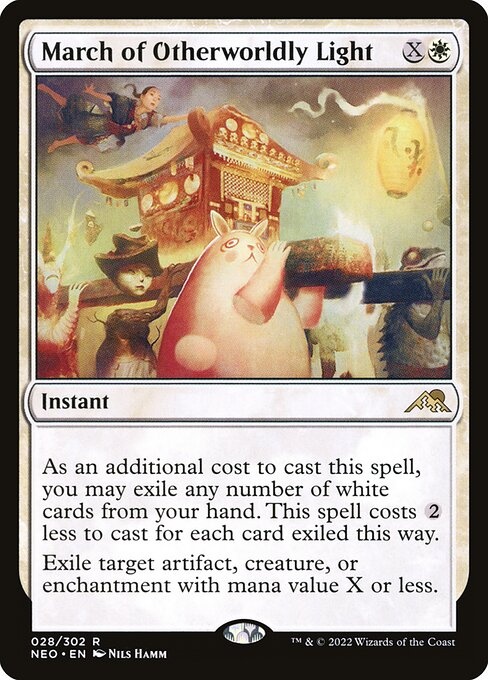 March of Otherworldly Light X
Instant
As an additional cost to cast this spell,
you may exile any number of white
cards from your hand. This spell costs 2
less to cast for each card exiled this way.
Exile target artifact, creature, or
enchantment with mana value X or less.
028/302 R
NEO • EN Nils Hamm
™ & © 2022 Wizards of the Coast